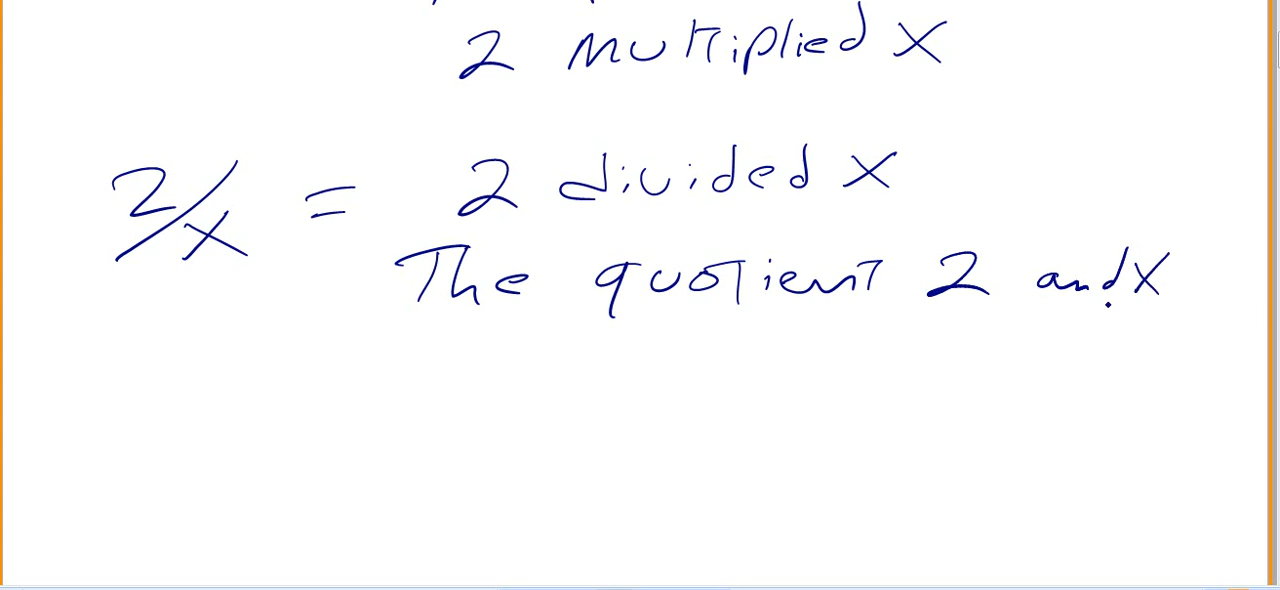 2 multiplied x
2/x = 2 divided x
The quotient 2 and x